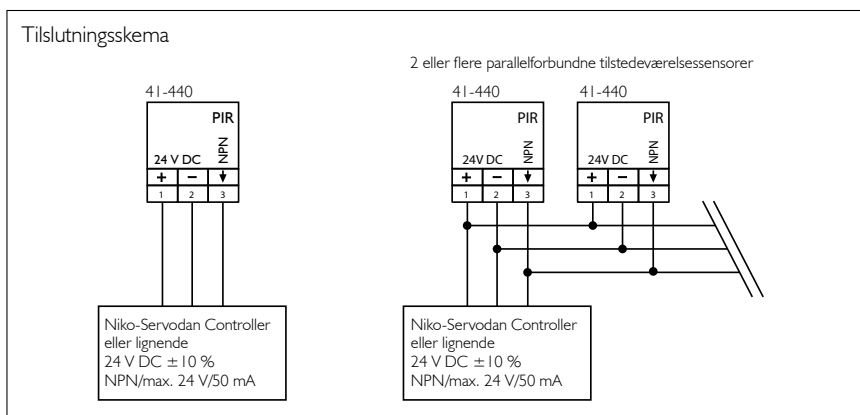 Tilslutningsskema
2 eller flere parallelforbundne tilstedeværelsessensorer
41-440
PIR
NPN
24 V DC
+ −
1 2 3
Niko-Servodan Controller
eller lignende
24 V DC ±10 %
NPN/max. 24 V/50 mA
41-440
PIR
NPN
24V DC
+ −
1 2 3
41-440
PIR
NPN
24V DC
+ −
1 2 3
Niko-Servodan Controller
eller lignende
24 V DC ±10 %
NPN/max. 24 V/50 mA